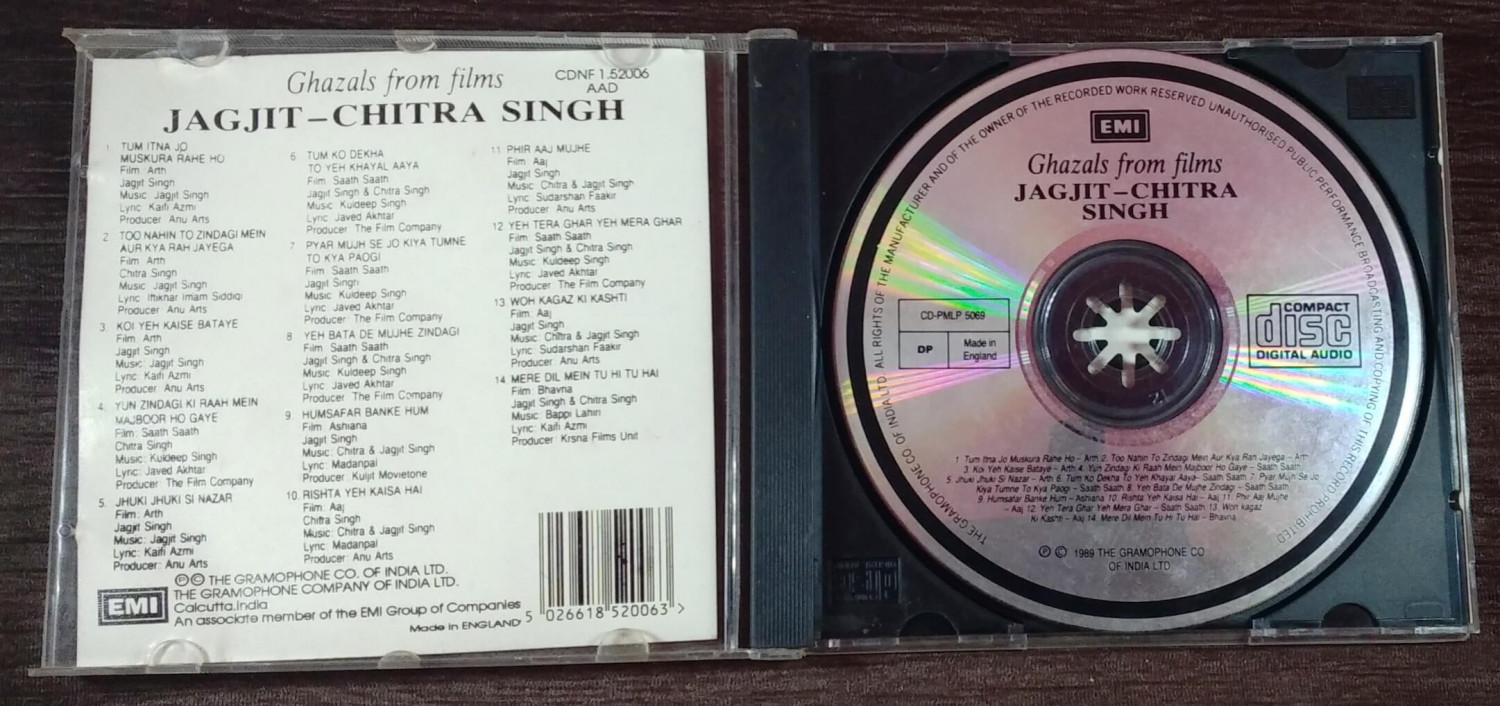 Ghazals from films
CDNF 1.52006
AAD
JAGJIT–CHITRA SINGH
1 TUM ITNA JO
MUSKURA RAHE HO
Film: Arth
Jagjit Singh
Music: Jagjit Singh
Lyric: Kaifi Azmi
Producer: Anu Arts
2 TOO NAHIN TO ZINDAGI MEIN
AUR KYA RAH JAYEGA
Film: Arth
Chitra Singh
Music: Jagjit Singh
Lyric: Iftikhar Imam Siddiqi
Producer: Anu Arts
3. KOI YEH KAISE BATAYE
Film: Arth
Jagjit Singh
Music: Jagjit Singh
Lyric: Kaifi Azmi
Producer: Anu Arts
4. YUN ZINDAGI KI RAAH MEIN
MAJBOOR HO GAYE
Film: Saath Saath
Chitra Singh
Music: Kuldeep Singh
Lyric: Javed Akhtar
Producer: The Film Company
5. JHUKI JHUKI SI NAZAR
Film: Arth
Jagjit Singh
Music: Jagjit Singh
Lyric: Kaifi Azmi
Producer: Anu Arts
6 TUM KO DEKHA
TO YEH KHAYAL AAYA
Film: Saath Saath
Jagjit Singh & Chitra Singh
Music: Kuldeep Singh
Lyric: Javed Akhtar
Producer: The Film Company
7 PYAR MUJH SE JO KIYA TUMNE
TO KYA PAOGI
Film: Saath Saath
Jagjit Singh
Music: Kuldeep Singh
Lyric: Javed Akhtar
Producer: The Film Company
8 YEH BATA DE MUJHE ZINDAGI
Film: Saath Saath
Jagjit Singh & Chitra Singh
Music: Kuldeep Singh
Lyric: Javed Akhtar
Producer: The Film Company
9. HUMSAFAR BANKE HUM
Film: Ashiana
Jagjit Singh
Music: Chitra & Jagjit Singh
Lyric: Madanpal
Producer: Kuljit Movietone
10. RISHTA YEH KAISA HAI
Film: Aaj
Chitra Singh
Music: Chitra & Jagjit Singh
Lyric: Madanpal
Producer: Anu Arts
11 PHIR AAJ MUJHE
Film: Aaj
Jagjit Singh
Music: Chitra & Jagjit Singh
Lyric: Sudarshan Faakir
Producer: Anu Arts
12 YEH TERA GHAR YEH MERA GHAR
Film: Saath Saath
Jagjit Singh & Chitra Singh
Music: Kuldeep Singh
Lyric: Javed Akhtar
Producer: The Film Company
13. WOH KAGAZ KI KASHTI
Film: Aaj
Jagjit Singh
Music: Chitra & Jagjit Singh
Lyric: Sudarshan Faakir
Producer: Anu Arts
14 MERE DIL MEIN TU HI TU HAI
Film: Bhavna
Jagjit Singh & Chitra Singh
Music: Bappi Lahiri
Lyric: Kaifi Azmi
Producer: Krsna Films Unit
EMI
Ⓟ© THE GRAMOPHONE CO. OF INDIA LTD.
THE GRAMOPHONE COMPANY OF INDIA LTD.
Calcutta.India
An associate member of the EMI Group of Companies
Made in ENGLAND
5 026618 520063 >
ALL RIGHTS OF THE MANUFACTURER AND OF THE OWNER OF THE RECORDED WORK RESERVED UNAUTHORISED PUBLIC PERFORMANCE BROADCASTING AND COPYING OF THIS RECORD PROHIBITED
THE GRAMOPHONE CO OF INDIA LTD
EMI
Ghazals from films
JAGJIT–CHITRA
SINGH
CD-PMLP 5069
DP
Made in
England
COMPACT
disc
DIGITAL AUDIO
1 Tum Itna Jo Muskura Rahe Ho – Arth 2. Too Nahin To Zindagi Mein Aur Kya Ran Jayega – Arth
3. Koi Yeh Kaise Bataye – Arth 4. Yun Zindagi Ki Raah Mein Majboor Ho Gaye – Saath Saath
5 Jhuki Jhuki Si Nazar – Arth 6. Tum Ko Dekha To Yeh Khayal Aaya– Saath Saath 7. Pyar Mujh Se Jo
Kiya Tumne To Kya Paogi – Saath Saath 8. Yeh Bata De Mujhe Zindagi – Saath Saath
9. Humsafar Banke Hum – Ashiana 10. Rishta Yeh Kaisa Hai – Aaj 11. Phir Aaj Mujhe
– Aaj 12. Yeh Tera Ghar Yeh Mera Ghar – Saath Saath 13. Won kagaz
Ki Kashti – Aaj 14. Mere Dil Mein Tu Hi Tu Hai – Bhavna
Ⓟ © 1989 THE GRAMOPHONE CO
OF INDIA LTD